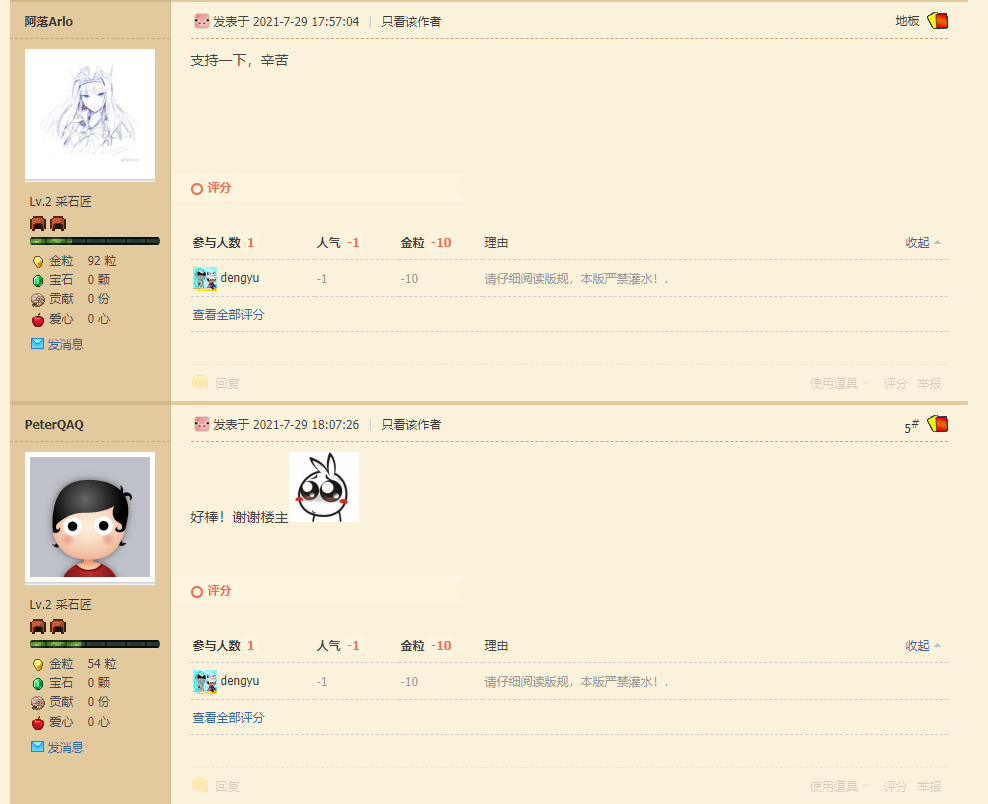 阿落Arlo
发表于 2021-7-29 17:57:04 | 只看该作者 地板
支持一下，辛苦
Lv.2 采石匠
金粒 92 粒
宝石 0 颗
贡献 0 份
爱心 0 心
发消息
评分
参与人数 1 人气 -1 金粒 -10 理由 收起
dengyu -1 -10 请仔细阅读版规，本版严禁灌水！.
查看全部评分
回复 使用道具 评分 举报
PeterQAQ
发表于 2021-7-29 18:07:26 | 只看该作者 5#
好棒！谢谢楼主
Lv.2 采石匠
金粒 54 粒
宝石 0 颗
贡献 0 份
爱心 0 心
发消息
评分
参与人数 1 人气 -1 金粒 -10 理由 收起
dengyu -1 -10 请仔细阅读版规，本版严禁灌水！.
查看全部评分
回复 使用道具 评分 举报